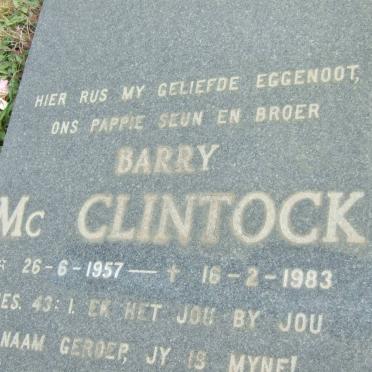 HIER RUS MY GELIEFDE EGGENOOT,
ONS PAPPIE SEUN EN BROER
BARRY
Mc CLINTOCK
* 26-6-1957 — † 16-2-1983
ES. 43:1. EK HET JOU BY JOU
NAAM GEROEP, JY IS MYNE!